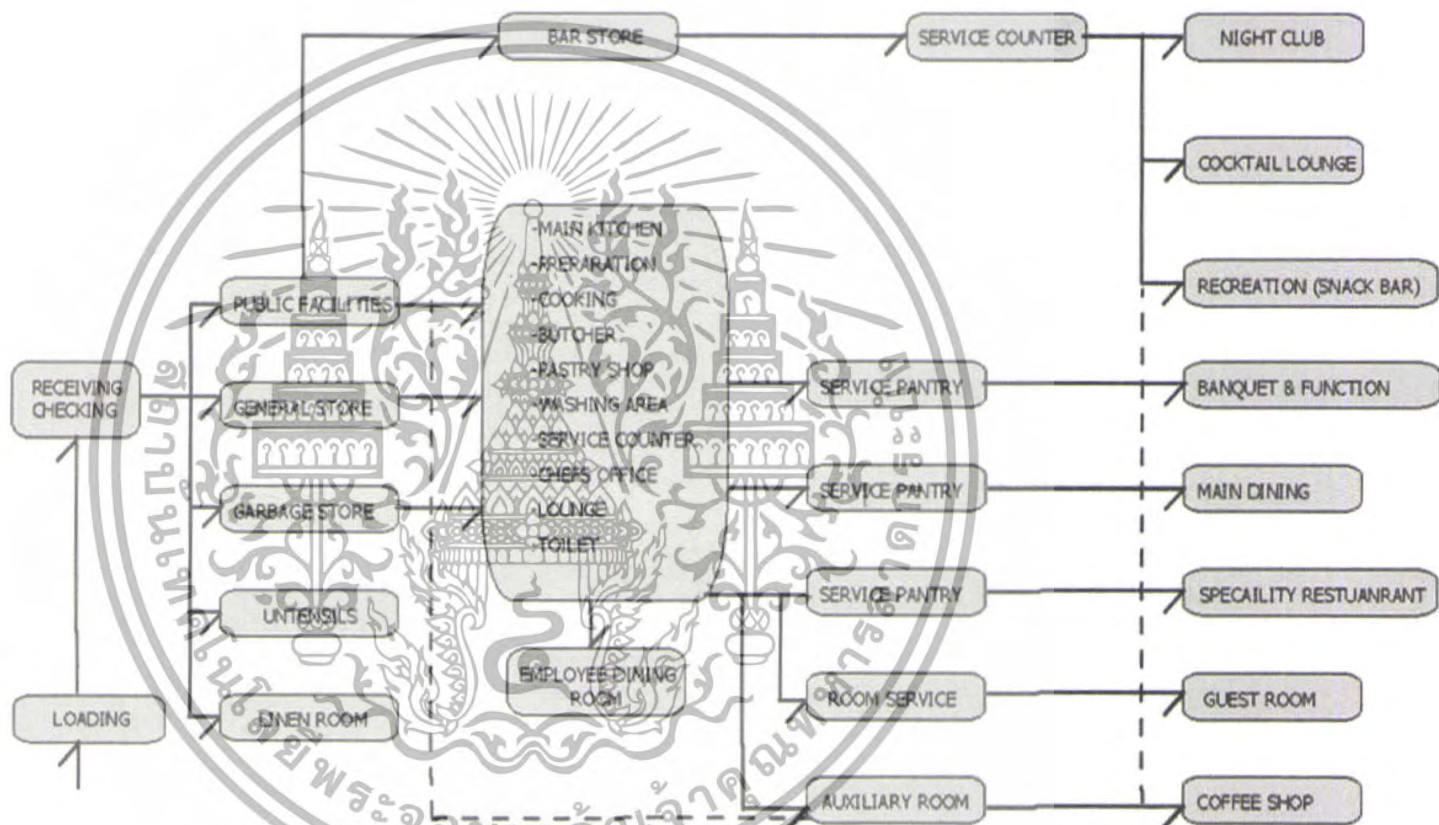 BAR STORE
SERVICE COUNTER
NIGHT CLUB
COCKTAIL LOUNGE
-MAIN KITCHEN
-PRERARATION
-COOKING
-BUTCHER
-PASTRY SHOP
-WASHING AREA
-SERVICE COUNTER
-CHEFS OFFICE
-LOUNGE
-TOILET
PUBLIC FACILITIES
RECREATION (SNACK BAR)
RECEIVING
CHECKING
GENERAL STORE
SERVICE PANTRY
BANQUET & FUNCTION
GARBAGE STORE
SERVICE PANTRY
MAIN DINING
UNTENSILS
SERVICE PANTRY
SPECAILITY RESTUANRANT
EMPLOYEE DINING
ROOM
LOADING
LINEN ROOM
ROOM SERVICE
GUEST ROOM
AUXILIARY ROOM
COFFEE SHOP